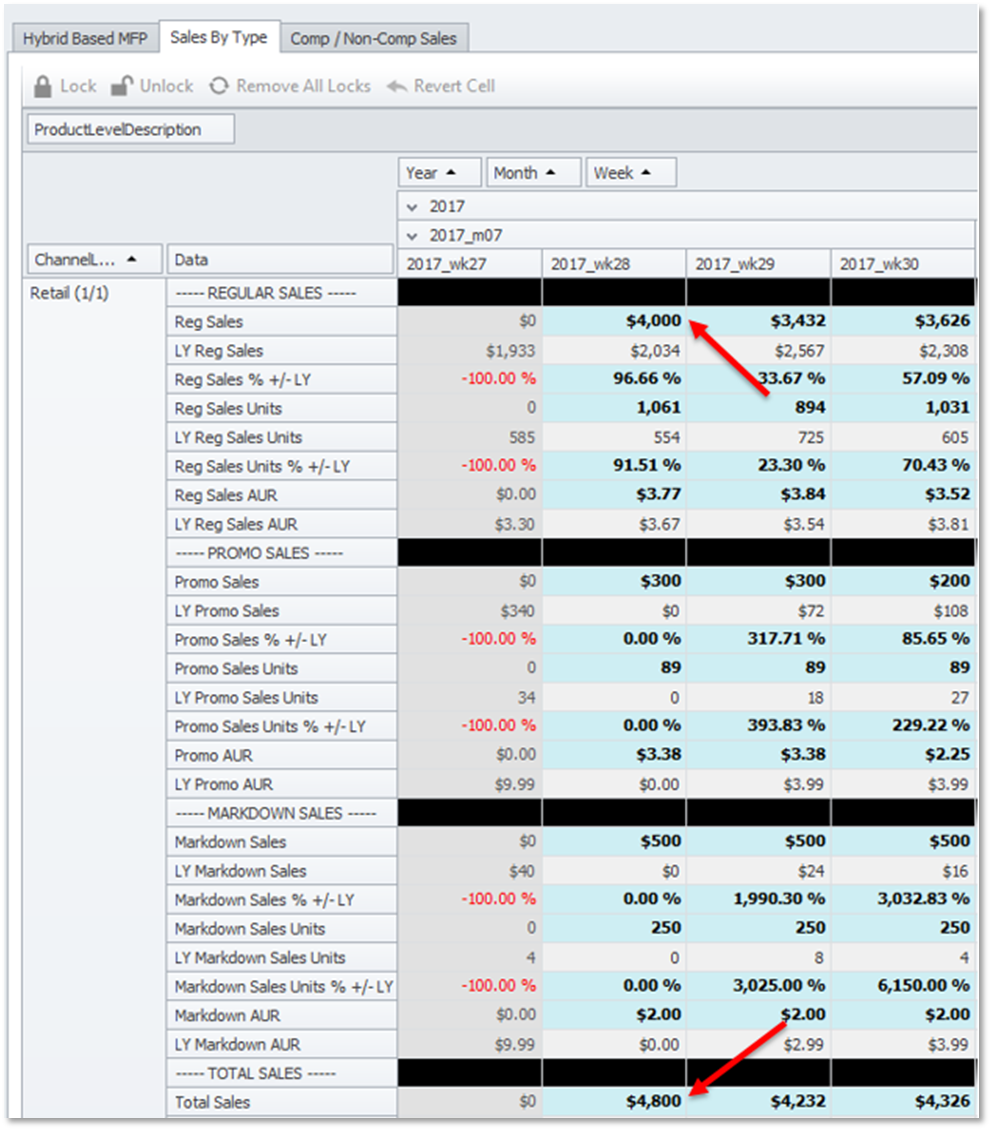 Hybrid Based MFP Sales By Type Comp / Non-Comp Sales
Lock Unlock Remove All Locks Revert Cell
ProductLevelDescription
Year Month Week
2017
2017_m07
ChannelL... Data 2017_wk27 2017_wk28 2017_wk29 2017_wk30
Retail (1/1) ----- REGULAR SALES -----
Reg Sales $0 $4,000 $3,432 $3,626
LY Reg Sales $1,933 $2,034 $2,567 $2,308
Reg Sales % +/- LY -100.00 % 96.66 % 33.67 % 57.09 %
Reg Sales Units 0 1,061 894 1,031
LY Reg Sales Units 585 554 725 605
Reg Sales Units % +/- LY -100.00 % 91.51 % 23.30 % 70.43 %
Reg Sales AUR $0.00 $3.77 $3.84 $3.52
LY Reg Sales AUR $3.30 $3.67 $3.54 $3.81
----- PROMO SALES -----
Promo Sales $0 $300 $300 $200
LY Promo Sales $340 $0 $72 $108
Promo Sales % +/- LY -100.00 % 0.00 % 317.71 % 85.65 %
Promo Sales Units 0 89 89 89
LY Promo Sales Units 34 0 18 27
Promo Sales Units % +/- LY -100.00 % 0.00 % 393.83 % 229.22 %
Promo AUR $0.00 $3.38 $3.38 $2.25
LY Promo AUR $9.99 $0.00 $3.99 $3.99
----- MARKDOWN SALES -----
Markdown Sales $0 $500 $500 $500
LY Markdown Sales $40 $0 $24 $16
Markdown Sales % +/- LY -100.00 % 0.00 % 1,990.30 % 3,032.83 %
Markdown Sales Units 0 250 250 250
LY Markdown Sales Units 4 0 8 4
Markdown Sales Units % +/- LY -100.00 % 0.00 % 3,025.00 % 6,150.00 %
Markdown AUR $0.00 $2.00 $2.00 $2.00
LY Markdown AUR $9.99 $0.00 $2.99 $3.99
----- TOTAL SALES -----
Total Sales $0 $4,800 $4,232 $4,326